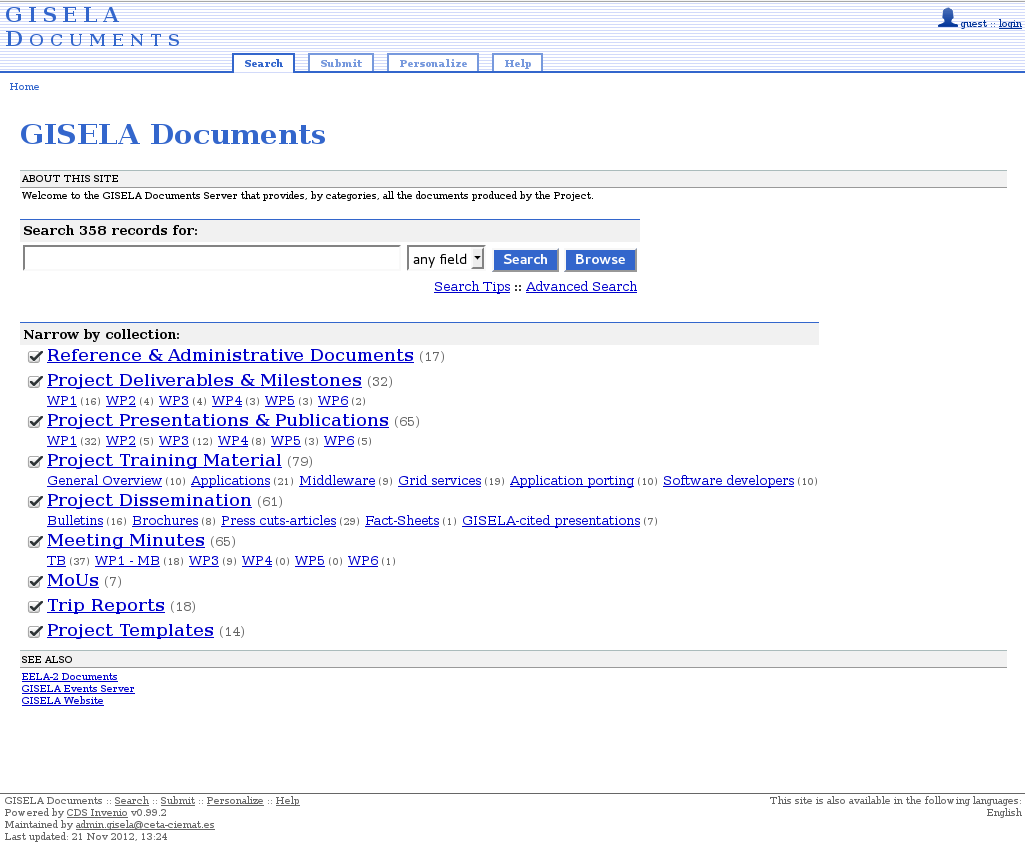 GISELA
DOCUMENTS
guest :: login
Search Submit Personalize Help
Home
GISELA Documents
ABOUT THIS SITE
Welcome to the GISELA Documents Server that provides, by categories, all the documents produced by the Project.
Search 358 records for:
any field Search Browse
Search Tips :: Advanced Search
Narrow by collection:
Reference & Administrative Documents (17)
Project Deliverables & Milestones (32)
WP1 (16) WP2 (4) WP3 (4) WP4 (3) WP5 (3) WP6 (2)
Project Presentations & Publications (65)
WP1 (32) WP2 (5) WP3 (12) WP4 (8) WP5 (3) WP6 (5)
Project Training Material (79)
General Overview (10) Applications (21) Middleware (9) Grid services (19) Application porting (10) Software developers (10)
Project Dissemination (61)
Bulletins (16) Brochures (8) Press cuts-articles (29) Fact-Sheets (1) GISELA-cited presentations (7)
Meeting Minutes (65)
TB (37) WP1 - MB (18) WP3 (9) WP4 (0) WP5 (0) WP6 (1)
MoUs (7)
Trip Reports (18)
Project Templates (14)
SEE ALSO
EELA-2 Documents
GISELA Events Server
GISELA Website
GISELA Documents :: Search :: Submit :: Personalize :: Help
Powered by CDS Invenio v0.99.2
Maintained by admin.gisela@ceta-ciemat.es
Last updated: 21 Nov 2012, 13:24
This site is also available in the following languages:
English